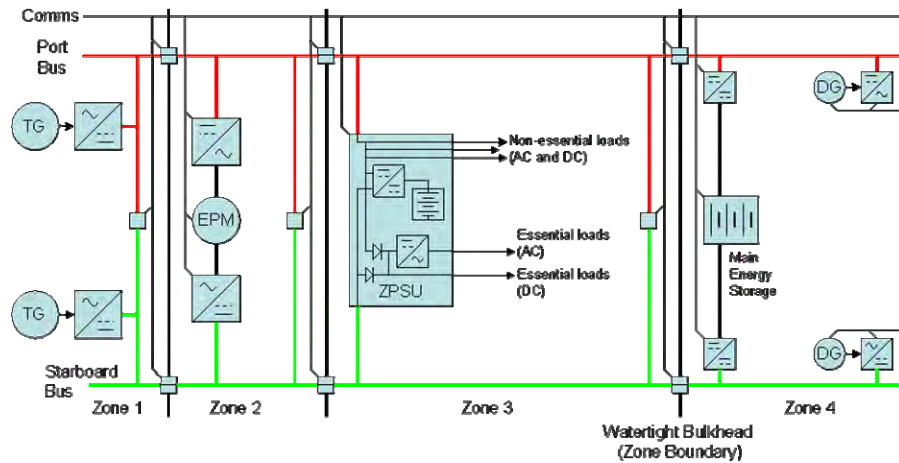 Comms
Port
Bus
TG
DG
EPM
Non-essential loads
(AC and DC)
Essential loads
(AC)
Essential loads
(DC)
ZPSU
Main
Energy
Storage
TG
DG
Starboard
Bus
Zone 1
Zone 2
Zone 3
Zone 4
Watertight Bulkhead
(Zone Boundary)